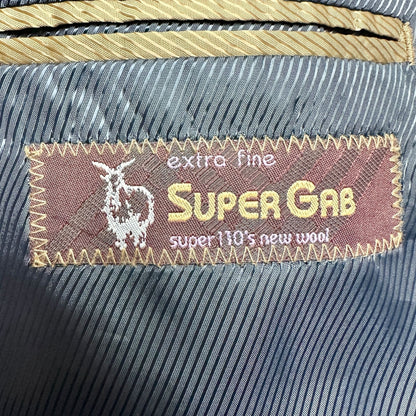 extra fine
SUPER GAB
super 110's new wool